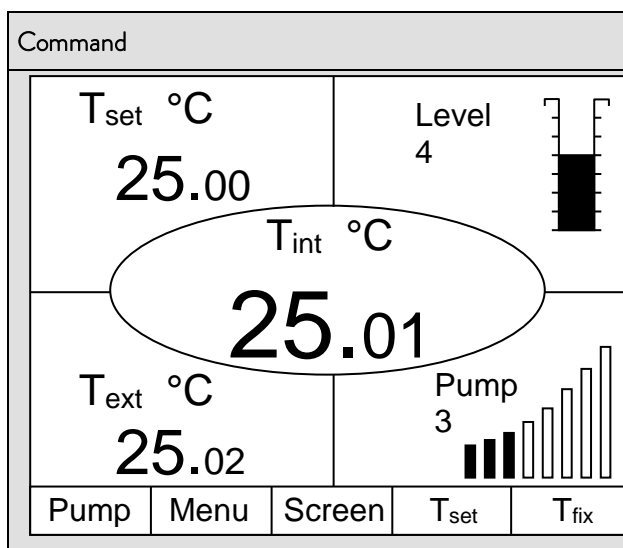 Command
Tset °C
25.00
Level
4
Tint °C
25.01
Text °C
25.02
Pump
3
Pump Menu Screen Tset Tfix